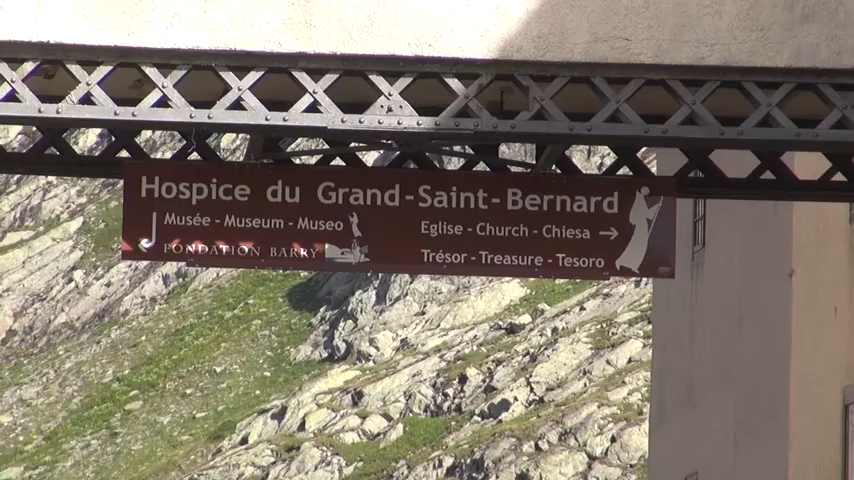 Hospice du Grand-Saint-Bernard
Musée - Museum - Museo
FONDATION BARRY
Eglise - Church - Chiesa →
Trésor - Treasure - Tesoro